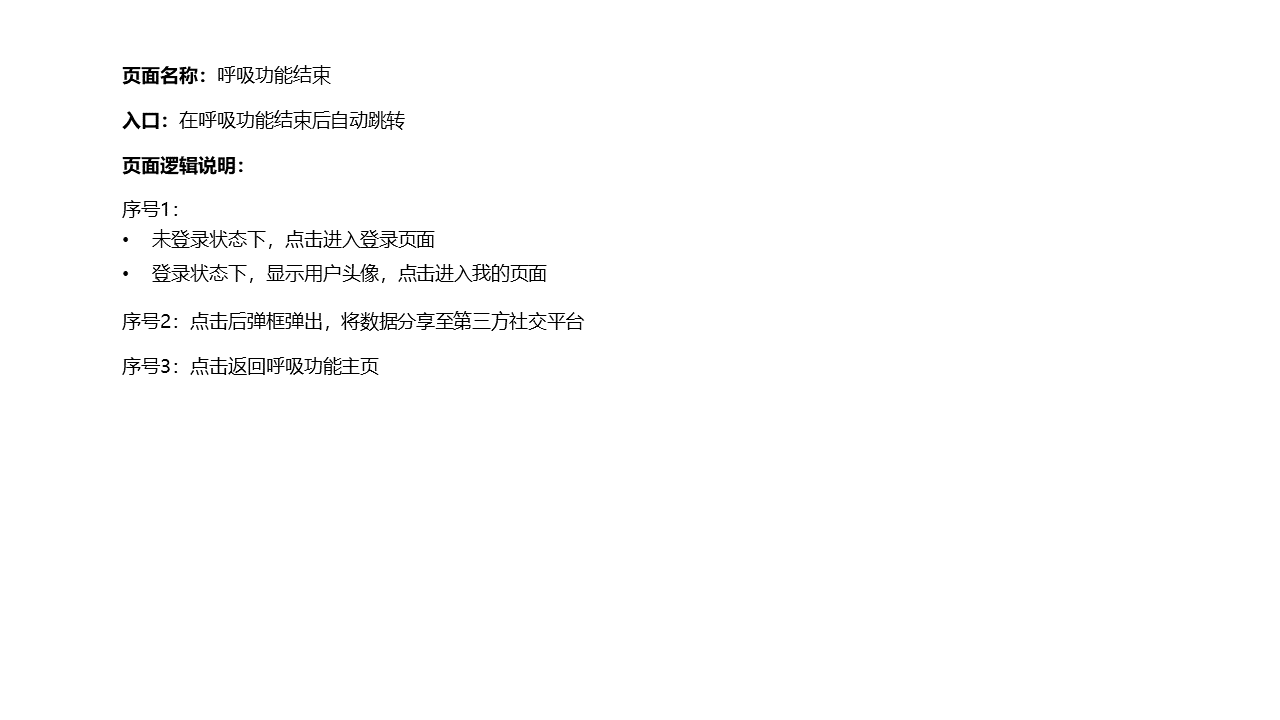 页面名称：呼吸功能结束
入口：在呼吸功能结束后自动跳转
页面逻辑说明：
序号1：
• 未登录状态下，点击进入登录页面
• 登录状态下，显示用户头像，点击进入我的页面
序号2：点击后弹框弹出，将数据分享至第三方社交平台
序号3：点击返回呼吸功能主页